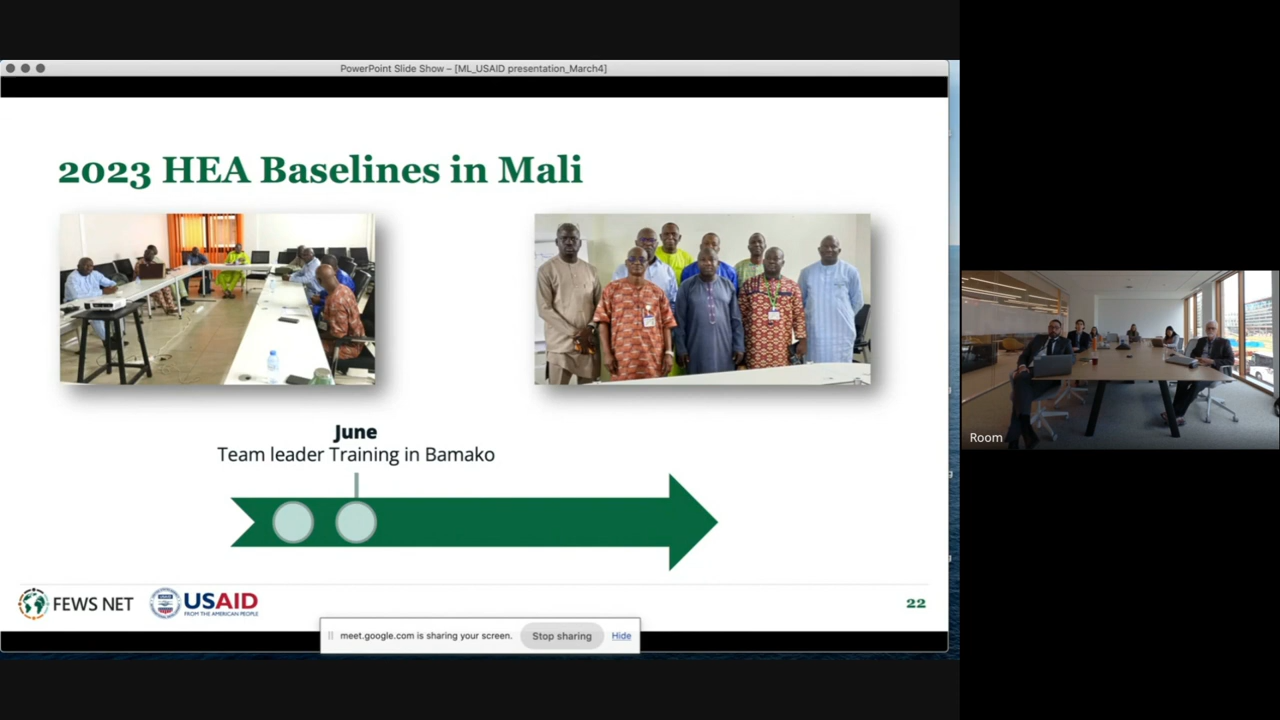 PowerPoint Slide Show – [ML_USAID presentation_March4]
2023 HEA Baselines in Mali
June
Team leader Training in Bamako
FEWS NET
USAID
FROM THE AMERICAN PEOPLE
22
meet.google.com is sharing your screen.
Stop sharing
Hide
Room